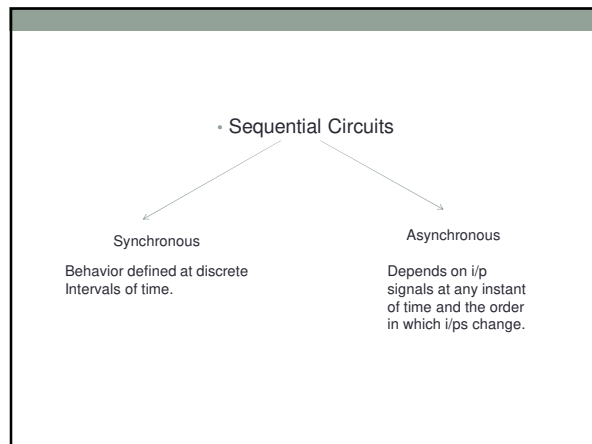 • Sequential Circuits
Synchronous
Behavior defined at discrete
Intervals of time.
Asynchronous
Depends on i/p
signals at any instant
of time and the order
in which i/ps change.